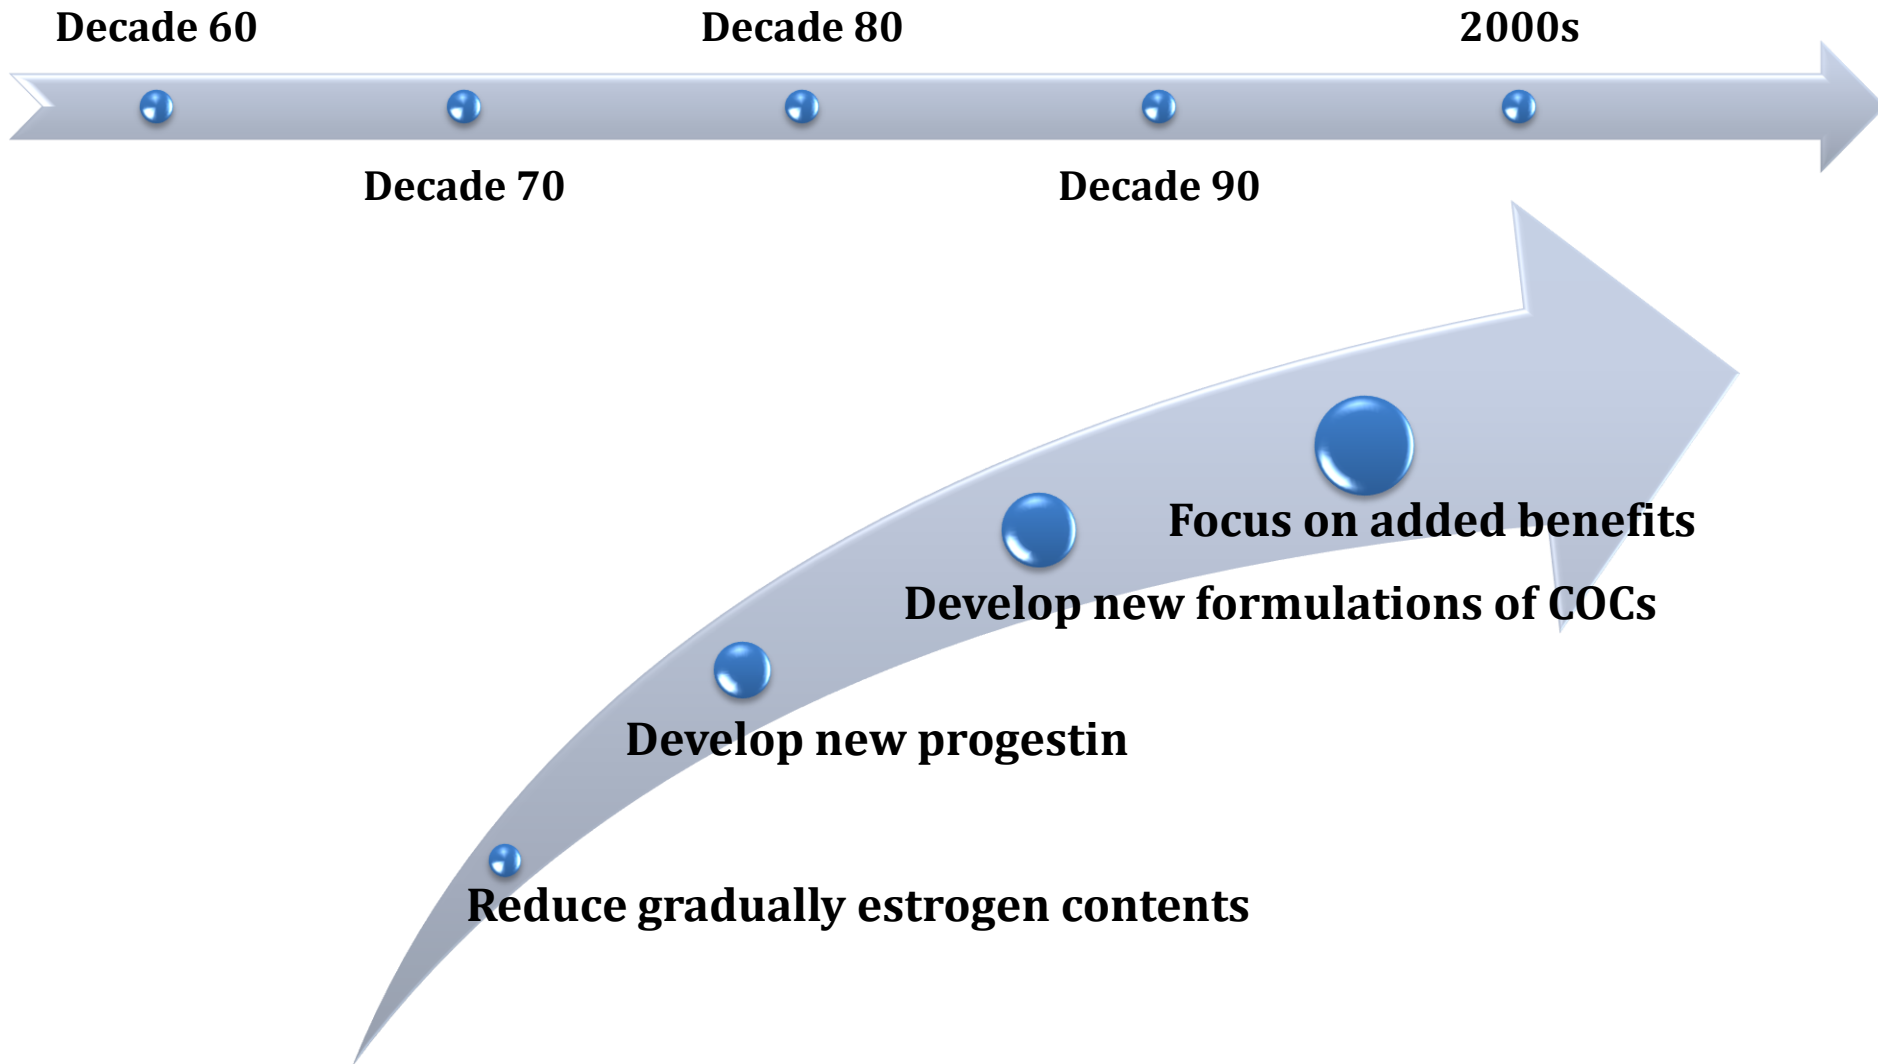 Decade 60
Decade 80
2000s
Decade 70
Decade 90
Focus on added benefits
Develop new formulations of COCs
Develop new progestin
Reduce gradually estrogen contents